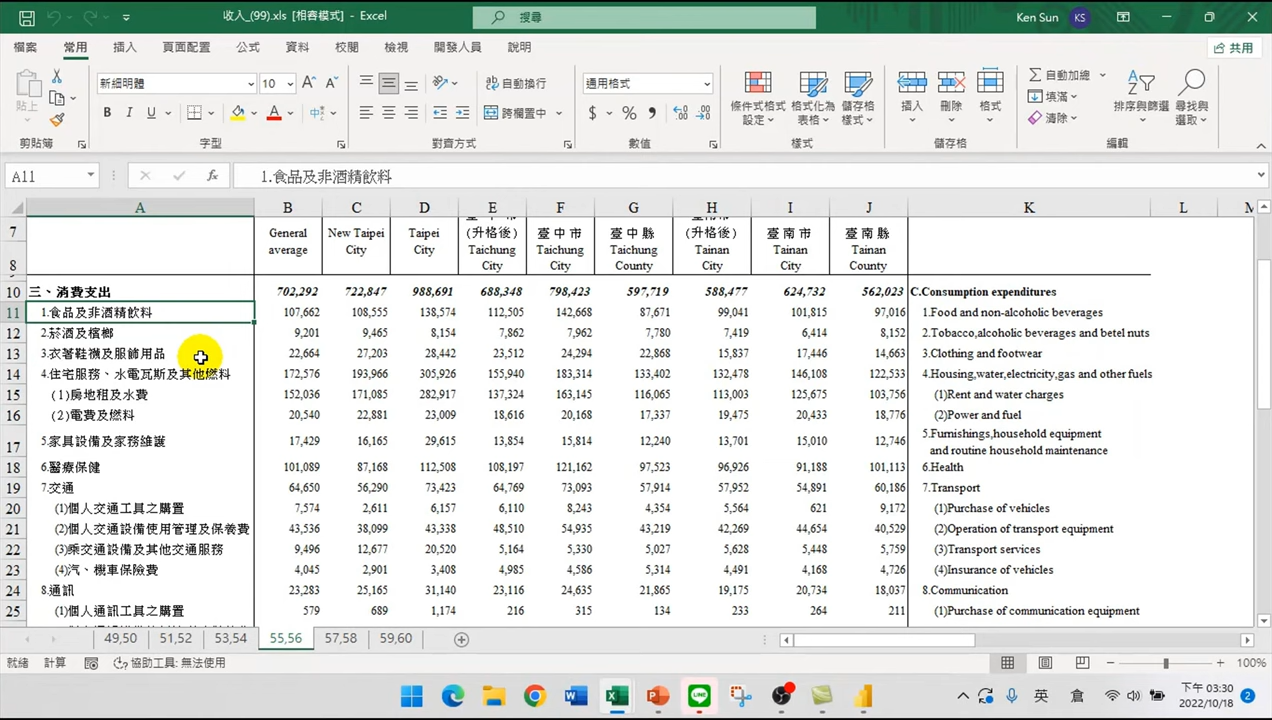 收入_(99).xls [相容模式] - Excel
搜尋
Ken Sun KS
檔案 常用 插入 頁面配置 公式 資料 校閱 檢視 開發人員 說明 共用
貼上
新細明體 10
B I U
自動換行
跨欄置中
通用格式
$ % 9
條件式格式設定 格式化為表格 儲存格樣式
插入 刪除 格式
Σ 自動加總
填滿
清除
排序與篩選 尋找與選取
剪貼簿 字型 對齊方式 數值 樣式 儲存格 編輯
A11 fx 1.食品及非酒精飲料
A B C D E F G H I J K L M
7 General average New Taipei City Taipei City (升格後) Taichung City 臺中市 Taichung City 臺中縣 Taichung County (升格後) Tainan City 臺南市 Tainan City 臺南縣 Tainan County
8
10 三、消費支出 702,292 722,847 988,691 688,348 798,423 597,719 588,477 624,732 562,023 C.Consumption expenditures
11 1.食品及非酒精飲料 107,662 108,555 138,574 112,505 142,668 87,671 99,041 101,815 97,016 1.Food and non-alcoholic beverages
12 2.菸酒及檳榔 9,201 9,465 8,154 7,862 7,962 7,780 7,419 6,414 8,152 2.Tobacco,alcoholic beverages and betel nuts
13 3.衣著鞋襪及服飾用品 22,664 27,203 28,442 23,512 24,294 22,868 15,837 17,446 14,663 3.Clothing and footwear
14 4.住宅服務、水電瓦斯及其他燃料 172,576 193,966 305,926 155,940 183,314 133,402 132,478 146,108 122,533 4.Housing,water,electricity,gas and other fuels
15 (1)房地租及水費 152,036 171,085 282,917 137,324 163,147 116,065 113,003 125,675 103,756 (1)Rent and water charges
16 (2)電費及燃料 20,540 22,881 23,009 18,616 20,168 17,337 19,475 20,433 18,776 (2)Power and fuel
17 5.家具設備及家務維護 17,429 16,165 29,615 13,854 15,814 12,240 13,701 15,010 12,746 5.Furnishings,household equipment
and routine household maintenance
18 6.醫療保健 101,089 87,168 112,508 108,197 121,162 97,523 96,926 91,188 101,113 6.Health
19 7.交通 64,650 56,290 73,423 64,769 73,093 57,914 57,952 54,891 60,186 7.Transport
20 (1)個人交通工具之購置 7,574 2,611 6,157 6,110 8,243 4,354 5,564 621 9,172 (1)Purchase of vehicles
21 (2)個人交通設備使用管理及保養費 43,536 38,099 43,338 48,510 54,935 43,219 42,269 44,654 40,529 (2)Operation of transport equipment
22 (3)乘交通設備及其他交通服務 9,496 12,677 20,520 5,164 5,330 5,027 5,628 5,448 5,759 (3)Transport services
23 (4)汽、機車保險費 4,045 2,901 3,408 4,985 4,586 5,314 4,491 4,168 4,726 (4)Insurance of vehicles
24 8.通訊 23,283 25,165 31,140 23,116 24,635 21,865 19,175 20,734 18,037 8.Communication
25 (1)個人通訊工具之購置 579 689 1,174 216 315 134 233 264 211 (1)Purchase of communication equipment
49,50 51,52 53,54 55,56 57,58 59,60
就緒 計算 協助工具: 無法使用 100%
英 倉 下午 03:30
2022/10/18 2